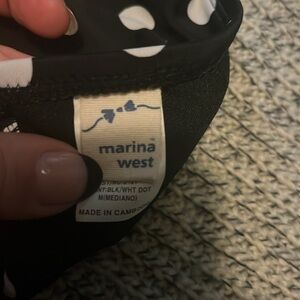 marina
west
BLK/WHT DOT
M(MEDIANO)
MADE IN